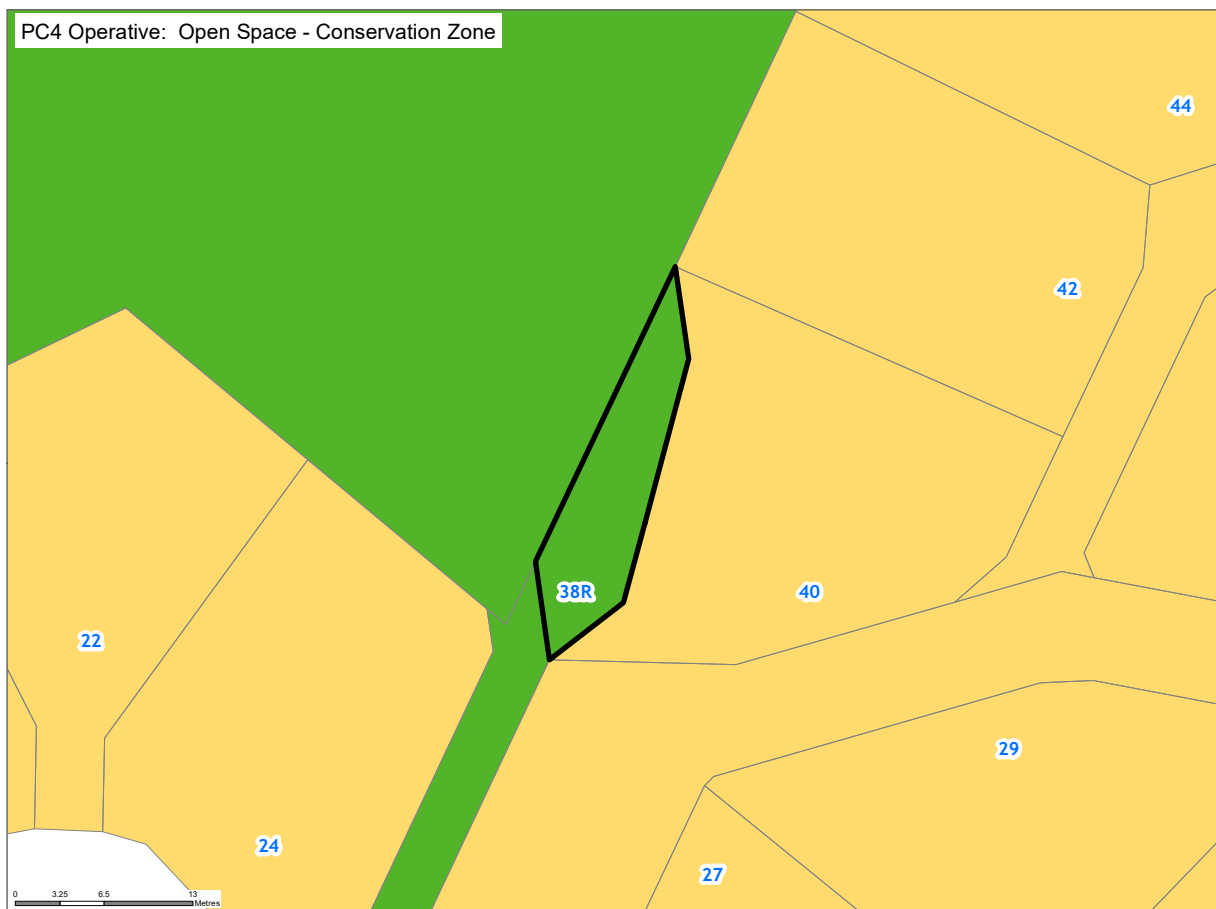 PC4 Operative: Open Space - Conservation Zone
44
42
38R
40
22
29
24
27
0 3.25 6.5 13
Metres